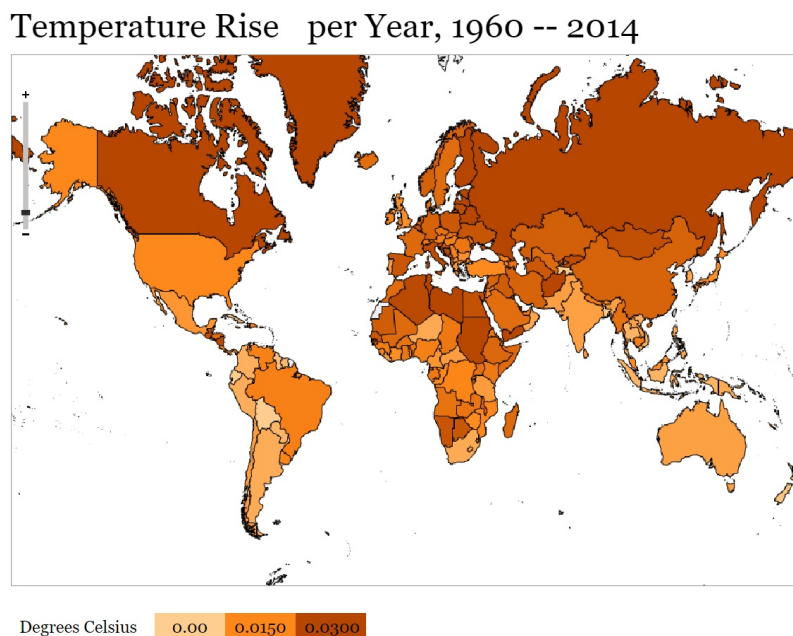 Temperature Rise per Year, 1960 -- 2014
+
-
Degrees Celsius 0.00 0.0150 0.0300